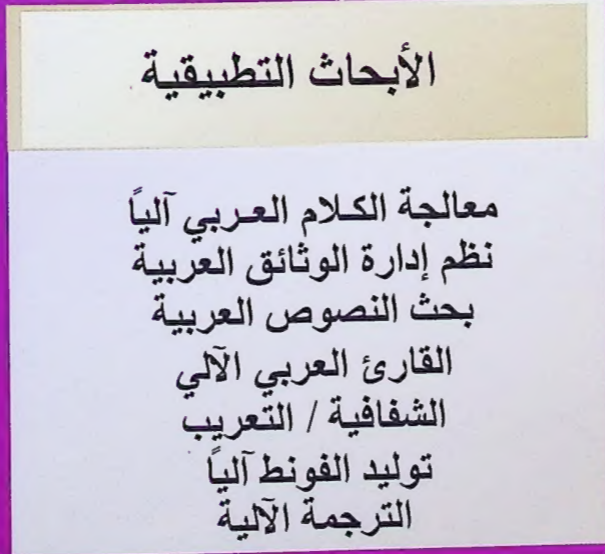 الأبحاث التطبيقية
معالجة الكلام العربي آلياً
نظم إدارة الوثائق العربية
بحث النصوص العربية
القارئ العربي الآلي
الشفافية / التعريب
توليد الفونط آلياً
الترجمة الآلية